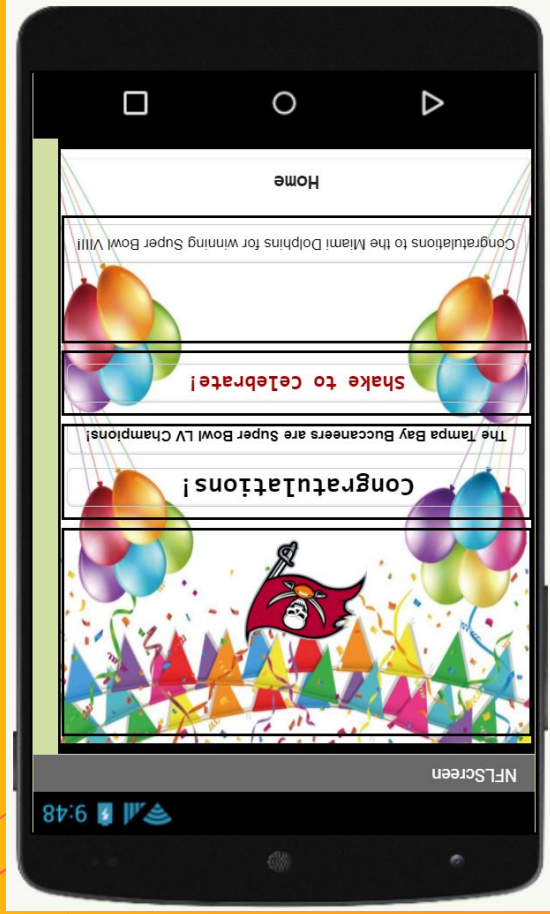 9:48
NFLScreen
Congratulations!
The Tampa Bay Buccaneers are Super Bowl LV Champions!
Shake to Celebrate!
Congratulations to the Miami Dolphins for winning Super Bowl VIII!!
Home